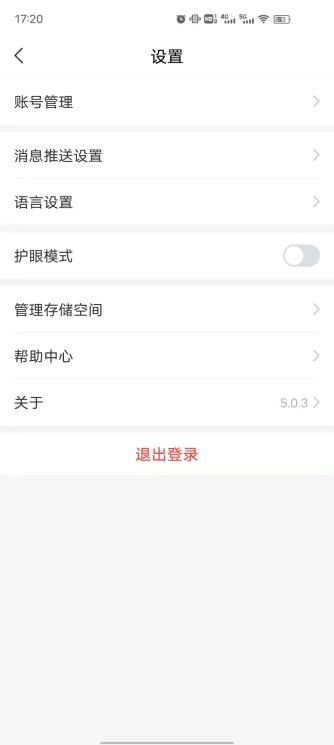 17:20
设置
账号管理
消息推送设置
语言设置
护眼模式
管理存储空间
帮助中心
关于 5.0.3
退出登录